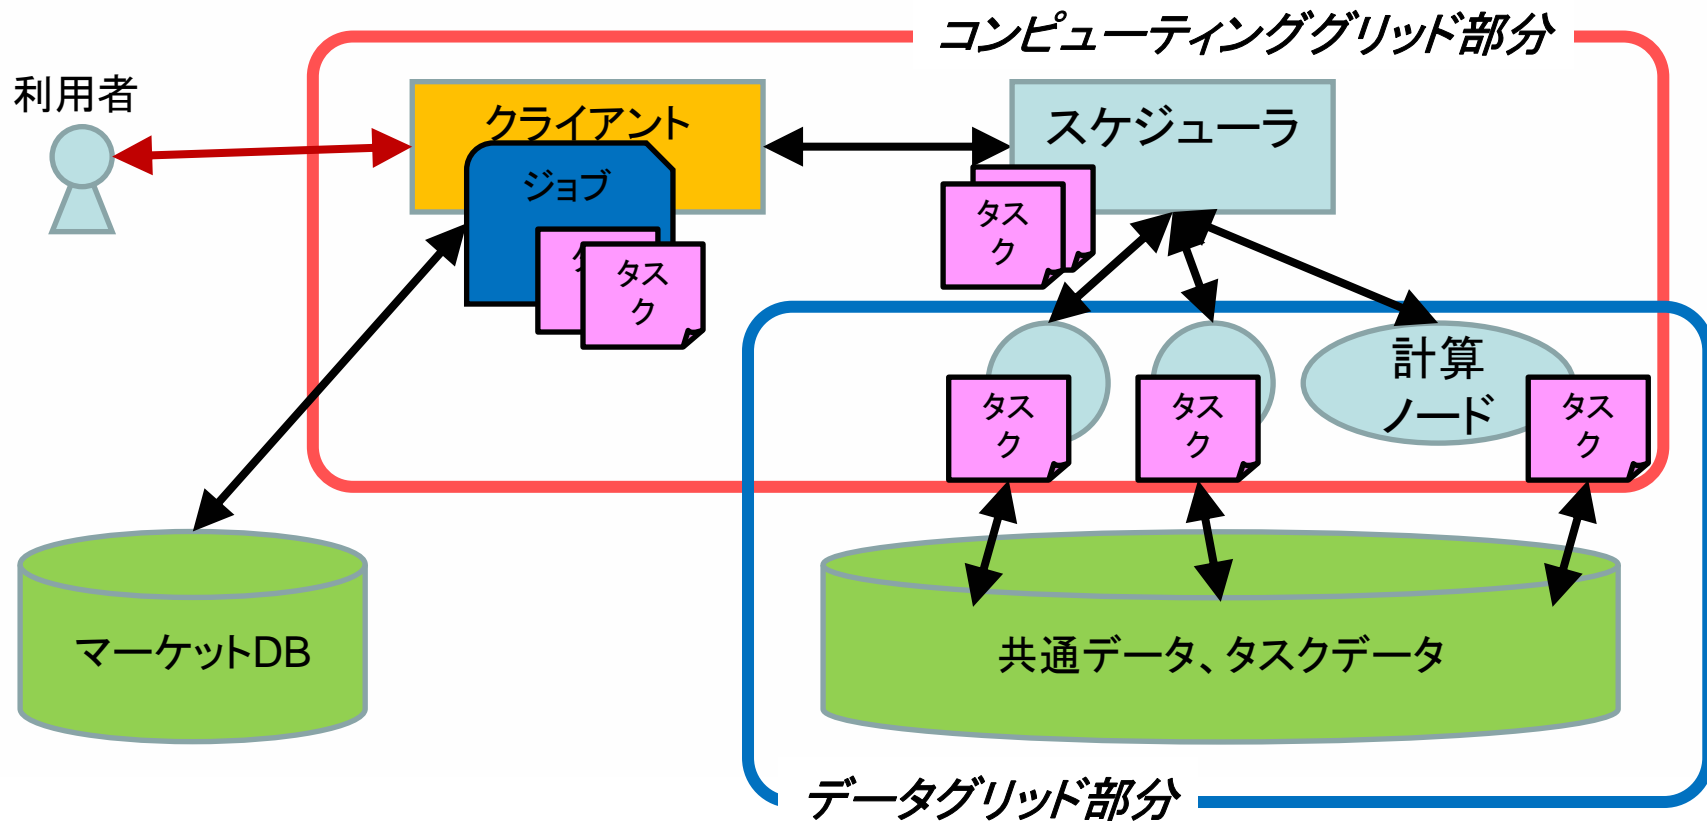 コンピューティンググリッド部分
利用者
クライアント
スケジューラ
ジョブ
タス
ク
タス
ク
計算
ノード
タス
ク
タス
ク
タス
ク
マーケットDB
共通データ、タスクデータ
データグリッド部分